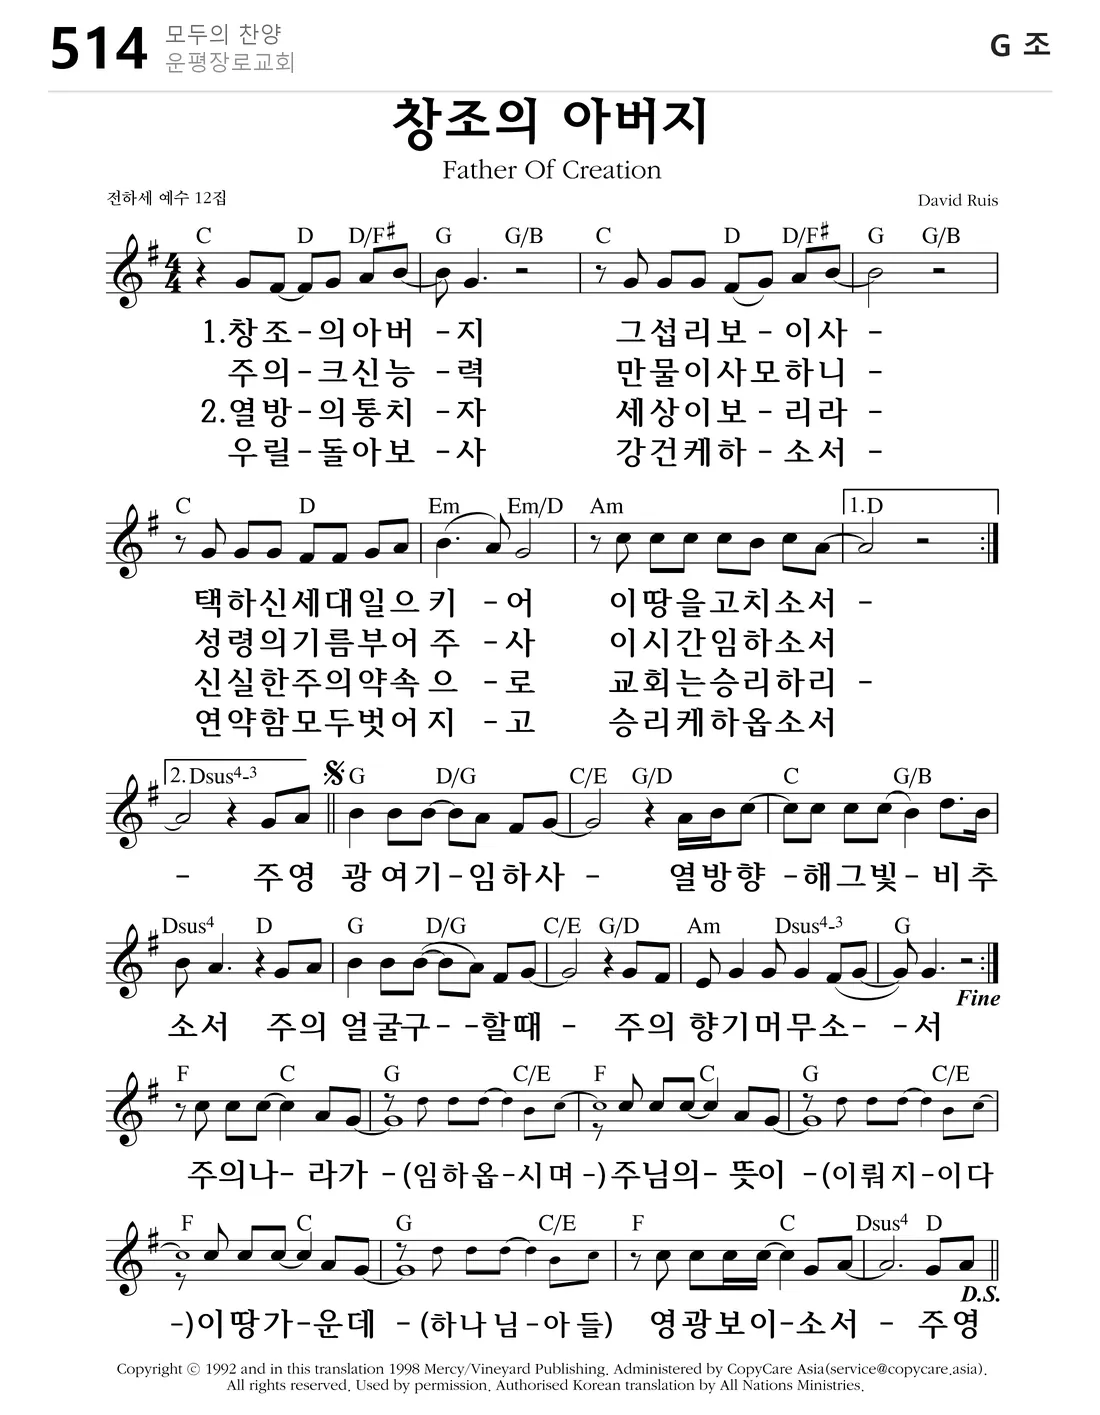 514 모두의 찬양
운평장로교회
G 조
창조의 아버지
Father Of Creation
전하세 예수 12집
David Ruis
C D D/F♯ G G/B C D D/F♯ G G/B
1.창조-의아버 -지 그섭리보-이사 -
주의-크신능 -력 만물이사모하니 -
2.열방-의통치 -자 세상이보-리라 -
우릴-돌아보 -사 강건케하-소서 -
C D Em Em/D Am 1.D
택하신세대일으키 -어 이땅을고치소서 -
성령의기름부어주 -사 이시간임하소서
신실한주의약속으 -로 교회는승리하리 -
연약함모두벗어지 -고 승리케하옵소서
2.Dsus4-3 G D/G C/E G/D C G/B
- 주영 광여기-임하사 - 열방향 -해그빛-비추
Dsus4 D G D/G C/E G/D Am Dsus4-3 G
Fine
소서 주의 얼굴구--할때 - 주의 향기머무소- -서
F C G C/E F C G C/E
주의나- 라가 -(임하옵-시며 -)주님의- 뜻이 -(이뤄지-이다
F C G C/E F C Dsus4 D
D.S.
-)이땅가-운데 -(하나님-아들) 영광보이-소서 - 주영
Copyright ⓒ 1992 and in this translation 1998 Mercy/Vineyard Publishing. Administered by CopyCare Asia(service@copycare.asia).
All rights reserved. Used by permission. Authorised Korean translation by All Nations Ministries.